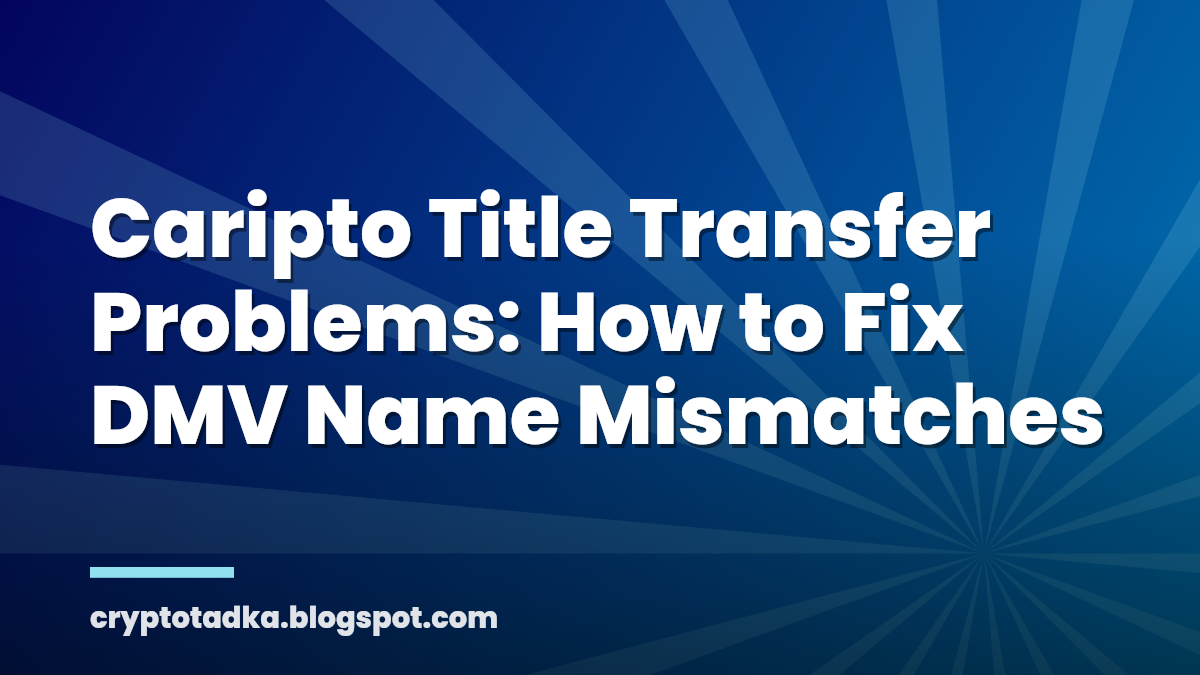 Caripto Title Transfer
Problems: How to Fix
DMV Name Mismatches
cryptotadka.blogspot.com